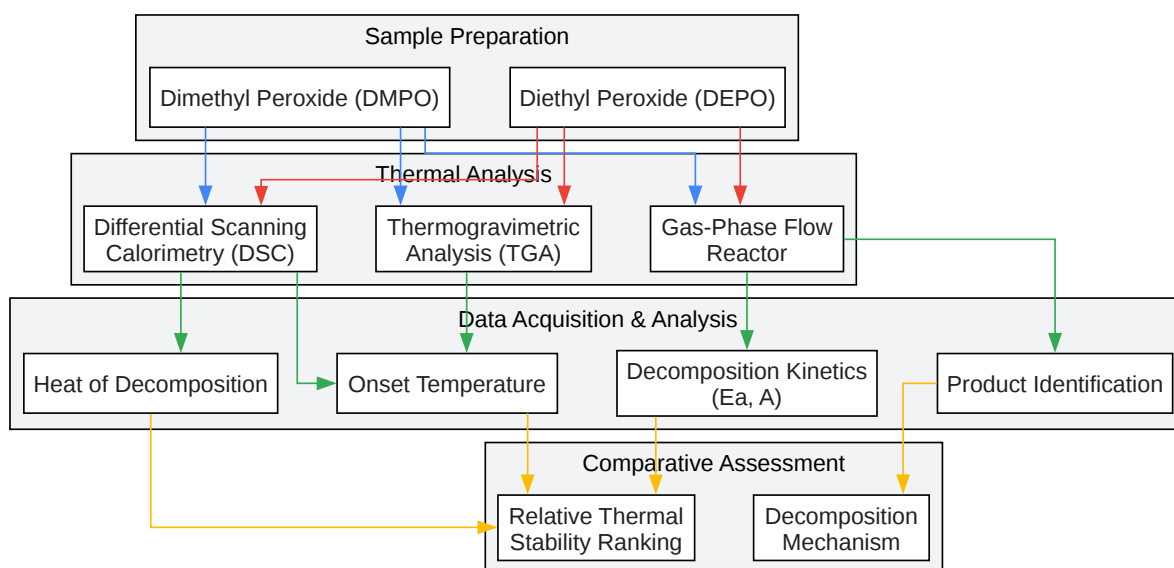 Sample Preparation
Dimethyl Peroxide (DMPO)
Diethyl Peroxide (DEPO)
Thermal Analysis
Differential Scanning
Calorimetry (DSC)
Thermogravimetric
Analysis (TGA)
Gas-Phase Flow
Reactor
Data Acquisition & Analysis
Heat of Decomposition
Onset Temperature
Decomposition Kinetics
(Ea, A)
Product Identification
Comparative Assessment
Relative Thermal
Stability Ranking
Decomposition
Mechanism